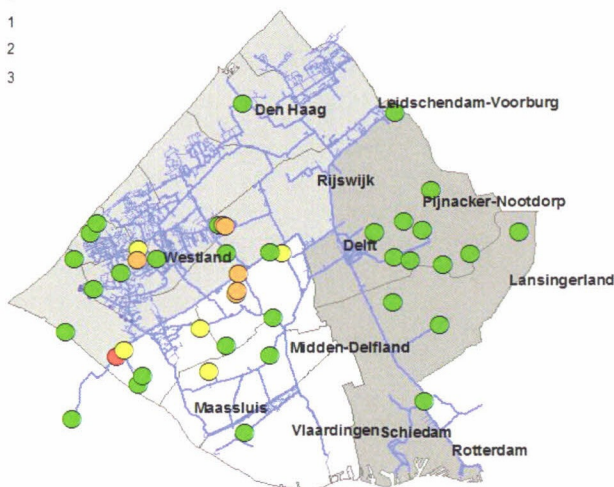 1
2
3
Den Haag
Leidschendam-Voorburg
Rijswijk
Pijnacker-Nootdorp
Delft
Westland
Lansingerland
Midden-Delfland
Maassluis
Vlaardingen
Schiedam
Rotterdam